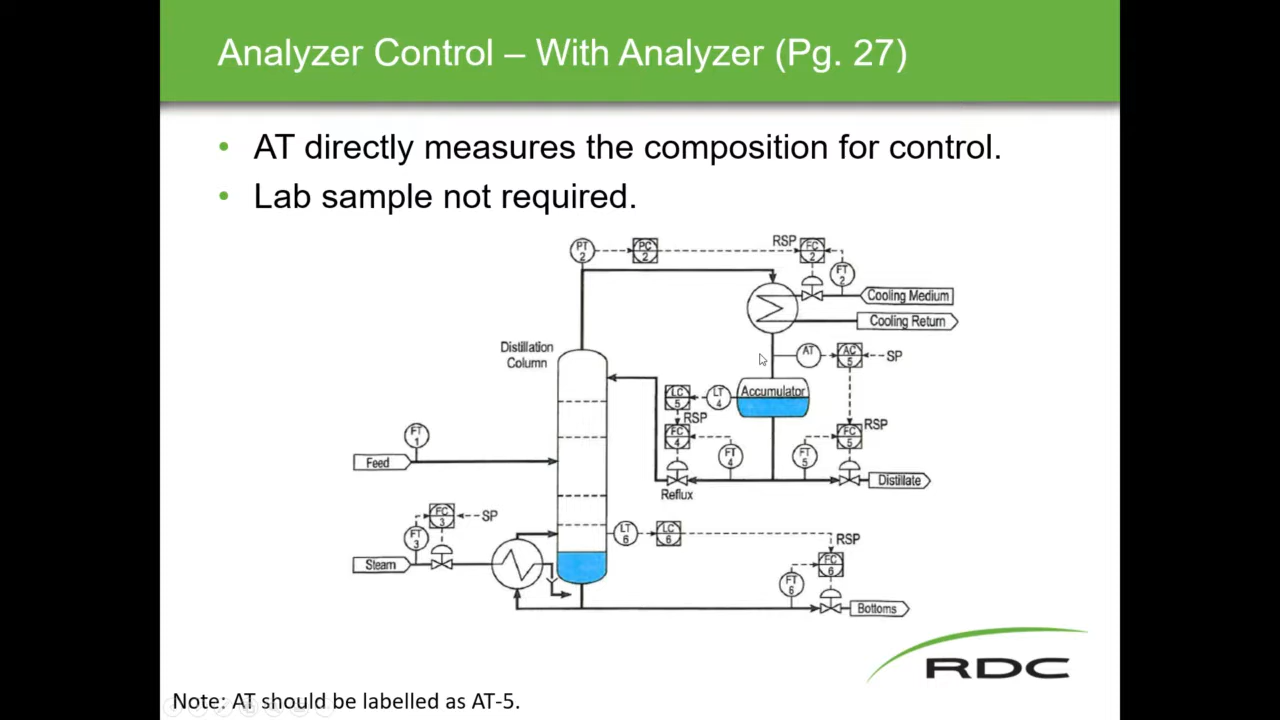 Analyzer Control – With Analyzer (Pg. 27)
• AT directly measures the composition for control.
• Lab sample not required.
PT
2
PC
2
RSP
FC
2
FT
2
Cooling Medium
Cooling Return
Distillation
Column
AT
AC
5
SP
Accumulator
LC
5
LT
4
RSP
FC
4
FT
4
FT
5
FC
5
RSP
Reflux
Distillate
FT
1
Feed
FC
3
SP
FT
3
Steam
LT
6
LC
6
RSP
FC
6
FT
6
Bottoms
RDC
Note: AT should be labelled as AT-5.